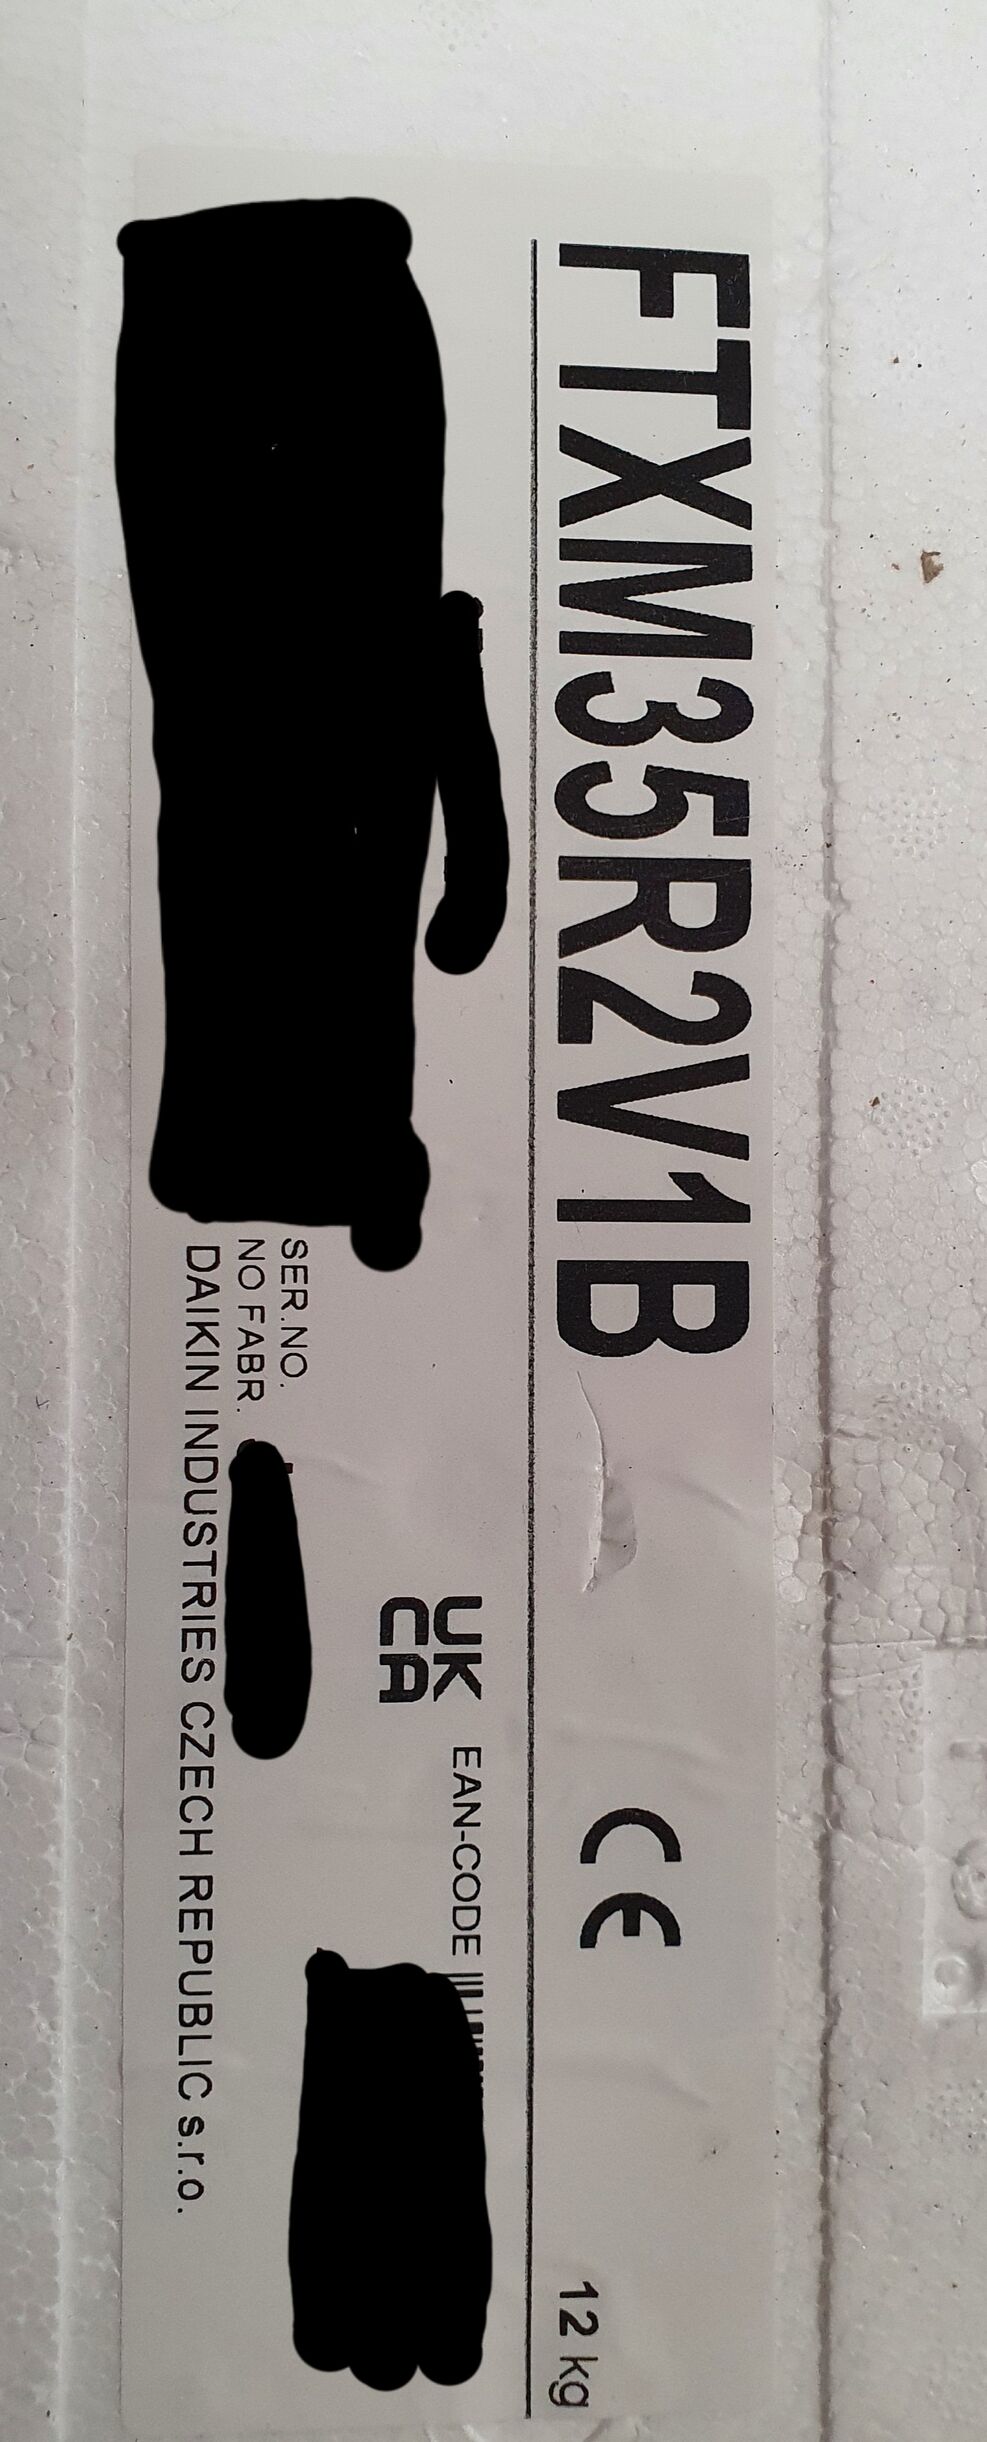 FTXM35R2V1B
CE
12 kg
EAN-CODE
UK
CA
SER.NO.
NO FABR.
DAIKIN INDUSTRIES CZECH REPUBLIC s.r.o.